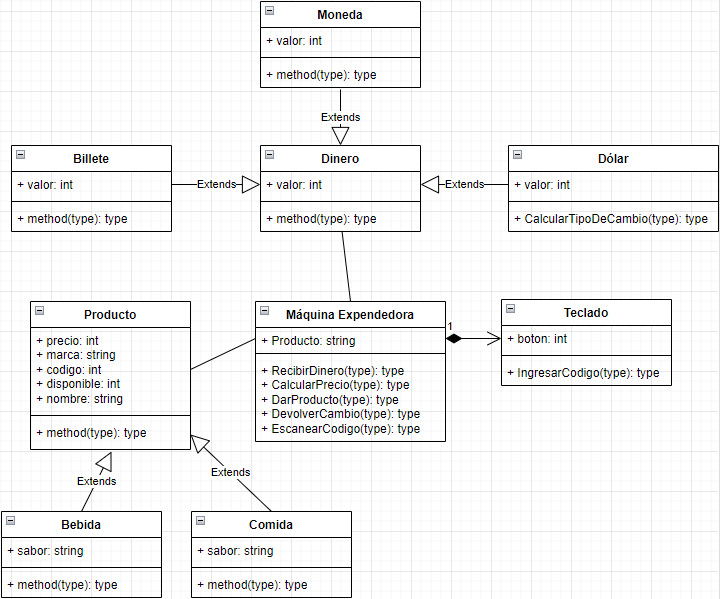 Moneda
+ valor: int
+ method(type): type
Extends
Billete
+ valor: int
+ method(type): type
Extends
Dinero
+ valor: int
+ method(type): type
Extends
Dólar
+ valor: int
+ CalcularTipoDeCambio(type): type
Producto
+ precio: int
+ marca: string
+ codigo: int
+ disponible: int
+ nombre: string
+ method(type): type
Máquina Expendedora
+ Producto: string
+ RecibirDinero(type): type
+ CalcularPrecio(type): type
+ DarProducto(type): type
+ DevolverCambio(type): type
+ EscanearCodigo(type): type
1
Teclado
+ boton: int
+ IngresarCodigo(type): type
Extends
Extends
Bebida
+ sabor: string
+ method(type): type
Comida
+ sabor: string
+ method(type): type